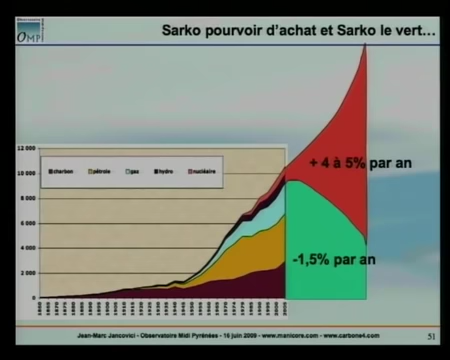 Sarko pourvoir d'achat et Sarko le vert…
Observatoire
OMP
12 000
charbon pétrole gaz hydro nucléaire
10 000
8 000
6 000
4 000
2 000
0
+ 4 à 5% par an
-1,5% par an
1860 1870
Jean-Marc Jancovici - Observatoire Midi Pyrénées - 16 juin 2009 - www.manicore.com - www.carbone4.com
51